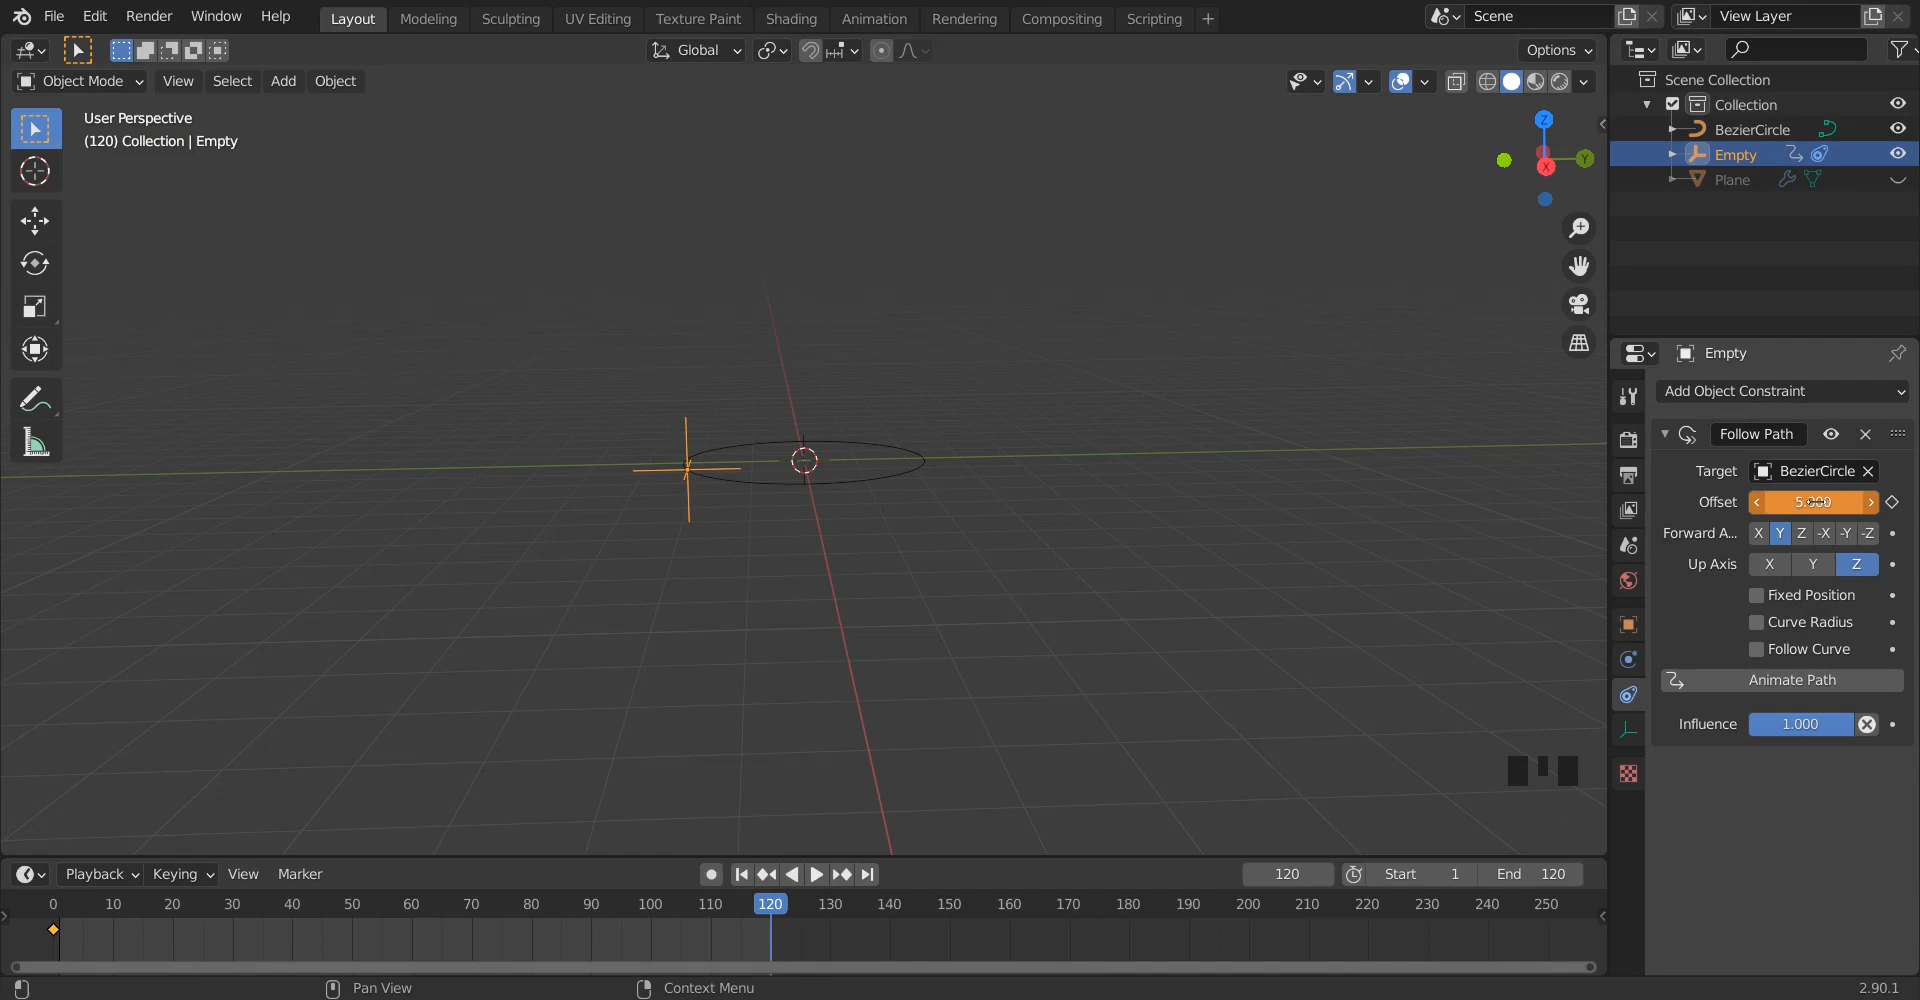 File Edit Render Window Help Layout Modeling Sculpting UV Editing Texture Paint Shading Animation Rendering Compositing Scripting + Scene View Layer
Global Options
Object Mode View Select Add Object
User Perspective
(120) Collection | Empty
Z
Y
X
Scene Collection
Collection
BezierCircle
Empty
Plane
Empty
Add Object Constraint
Follow Path
Target BezierCircle
Offset 5.000
Forward A... X Y Z -X -Y -Z
Up Axis X Y Z
Fixed Position
Curve Radius
Follow Curve
Animate Path
Influence 1.000
Playback Keying View Marker 120 Start 1 End 120
0 10 20 30 40 50 60 70 80 90 100 110 120 130 140 150 160 170 180 190 200 210 220 230 240 250
Pan View Context Menu 2.90.1